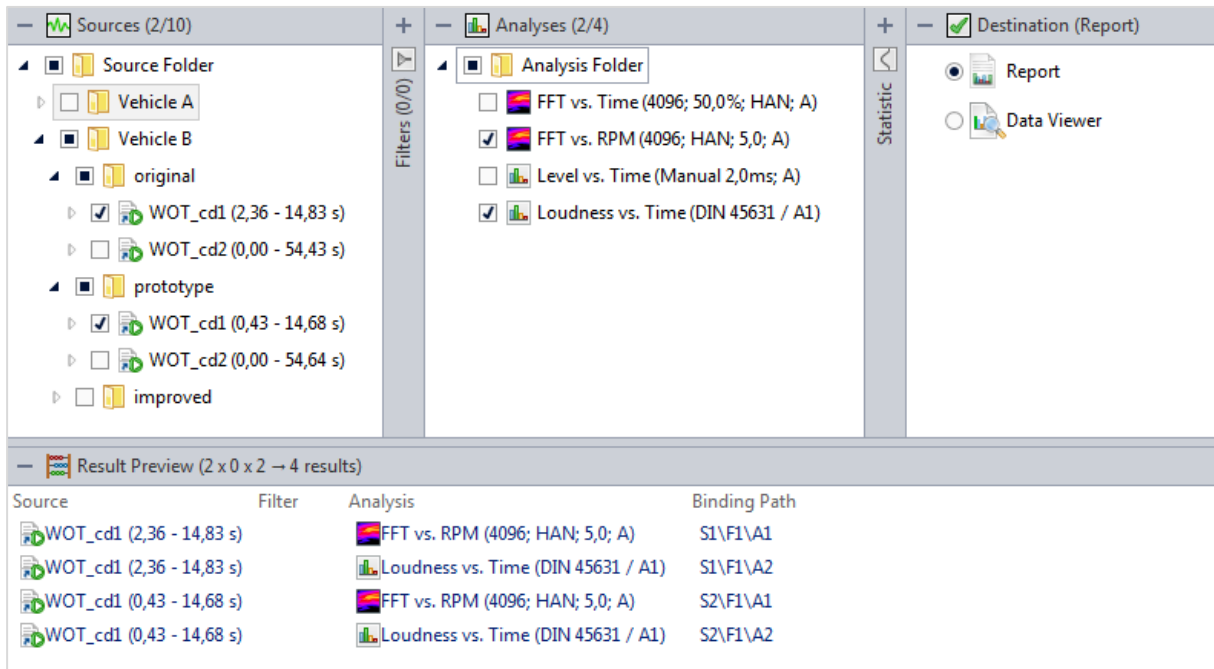 Sources (2/10)
Source Folder
Vehicle A
Vehicle B
original
WOT_cd1 (2,36 - 14,83 s)
WOT_cd2 (0,00 - 54,43 s)
prototype
WOT_cd1 (0,43 - 14,68 s)
WOT_cd2 (0,00 - 54,64 s)
improved
Filters (0/0)
Analyses (2/4)
Analysis Folder
FFT vs. Time (4096; 50,0%; HAN; A)
FFT vs. RPM (4096; HAN; 5,0; A)
Level vs. Time (Manual 2,0ms; A)
Loudness vs. Time (DIN 45631 / A1)
Statistic
Destination (Report)
Report
Data Viewer
Result Preview (2 x 0 x 2 → 4 results)
Source Filter Analysis Binding Path
WOT_cd1 (2,36 - 14,83 s) FFT vs. RPM (4096; HAN; 5,0; A) S1\F1\A1
WOT_cd1 (2,36 - 14,83 s) Loudness vs. Time (DIN 45631 / A1) S1\F1\A2
WOT_cd1 (0,43 - 14,68 s) FFT vs. RPM (4096; HAN; 5,0; A) S2\F1\A1
WOT_cd1 (0,43 - 14,68 s) Loudness vs. Time (DIN 45631 / A1) S2\F1\A2